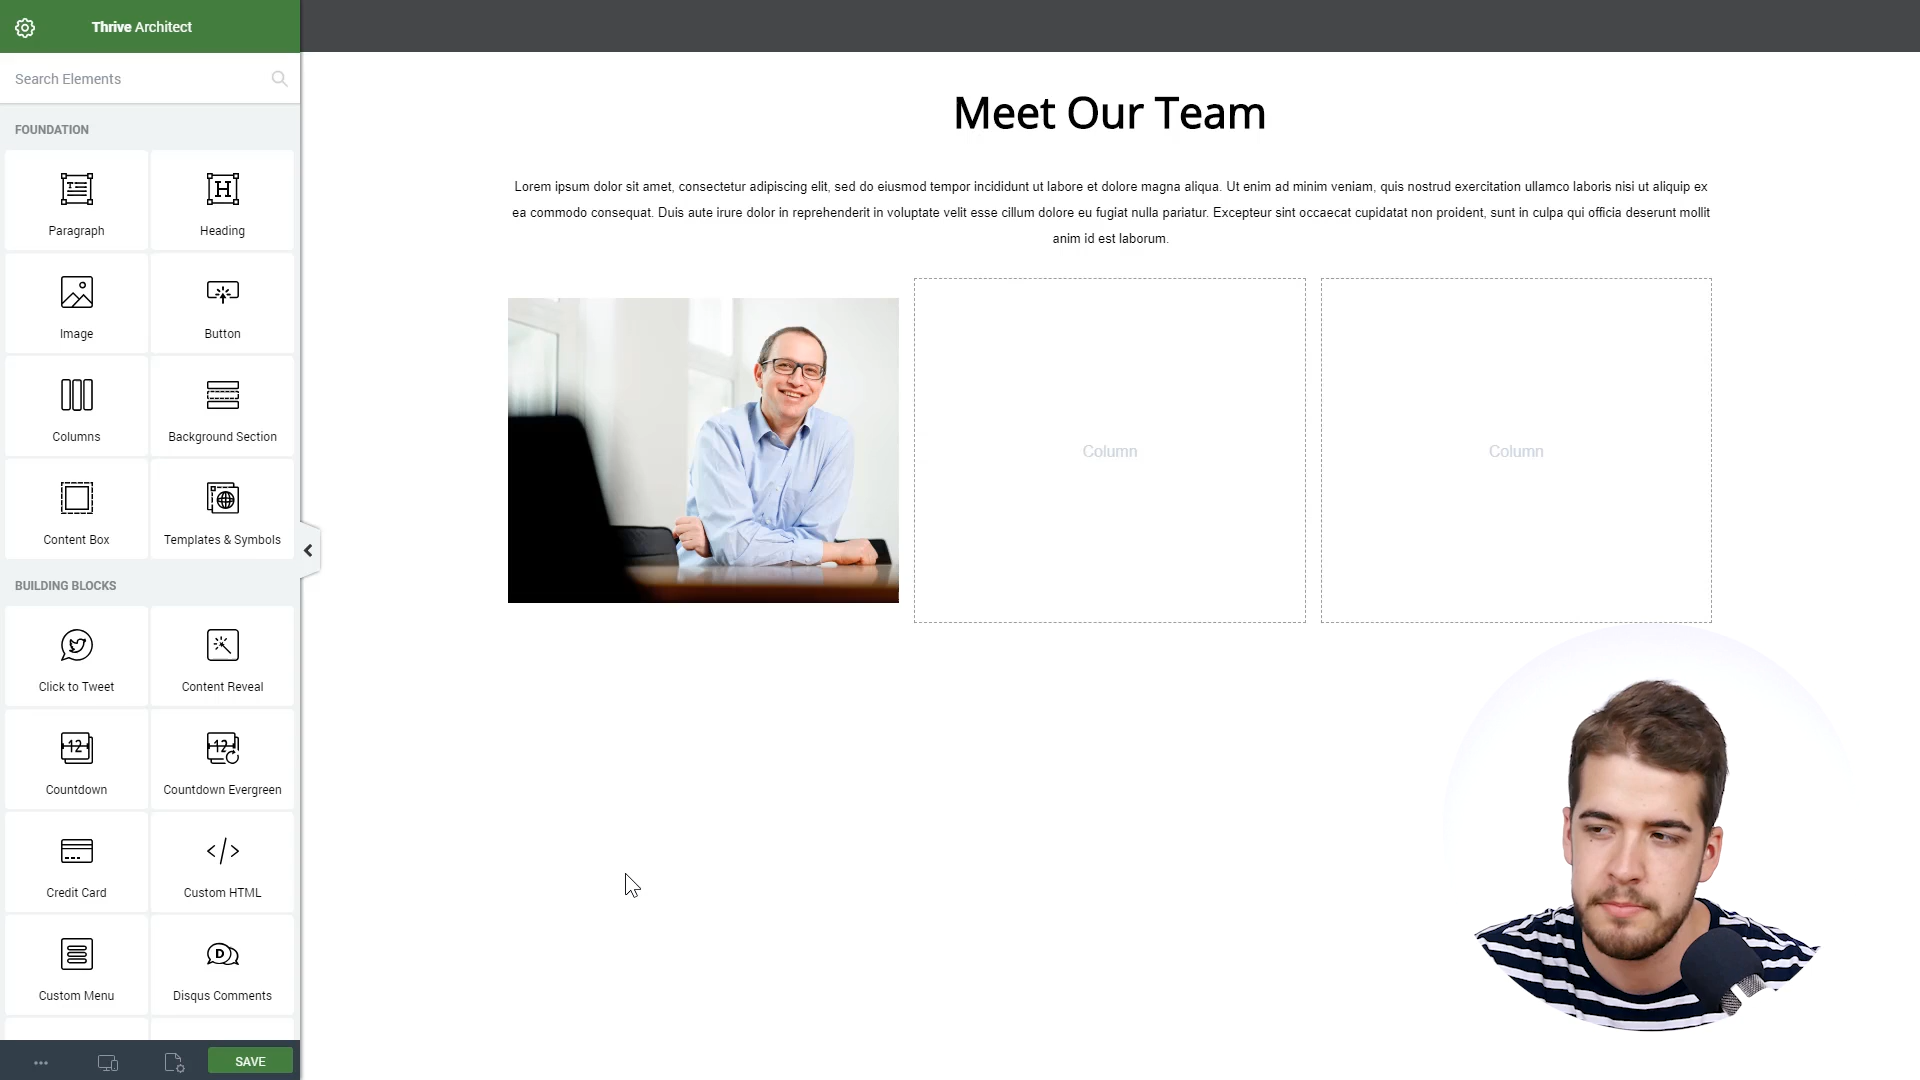 Thrive Architect
Search Elements
FOUNDATION
Paragraph
Heading
Image
Button
Columns
Background Section
Content Box
Templates & Symbols
BUILDING BLOCKS
Click to Tweet
Content Reveal
Countdown
Countdown Evergreen
Credit Card
Custom HTML
Custom Menu
Disqus Comments
SAVE
Meet Our Team
Lorem ipsum dolor sit amet, consectetur adipiscing elit, sed do eiusmod tempor incididunt ut labore et dolore magna aliqua. Ut enim ad minim veniam, quis nostrud exercitation ullamco laboris nisi ut aliquip ex
ea commodo consequat. Duis aute irure dolor in reprehenderit in voluptate velit esse cillum dolore eu fugiat nulla pariatur. Excepteur sint occaecat cupidatat non proident, sunt in culpa qui officia deserunt mollit
anim id est laborum.
Column
Column